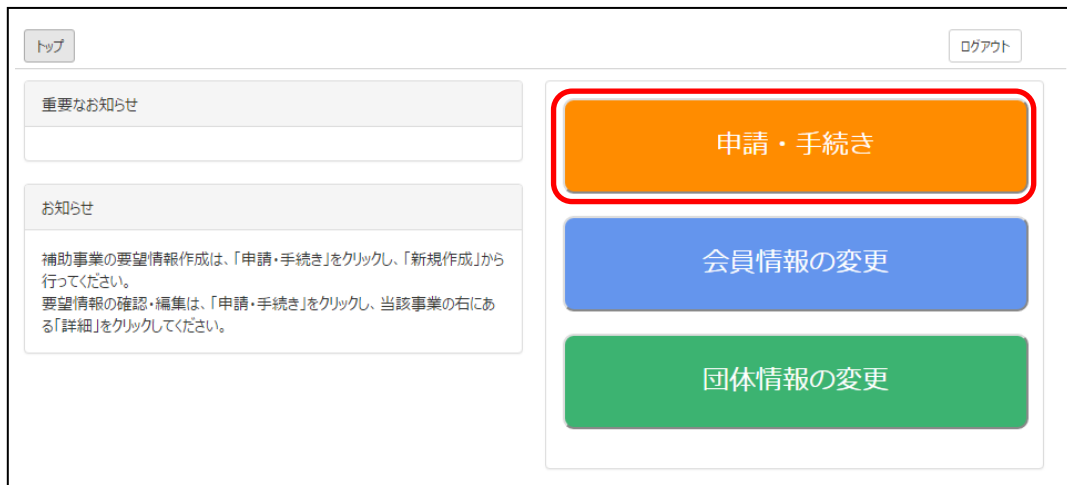 トップ
ログアウト
重要なお知らせ
お知らせ
補助事業の要望情報作成は、「申請・手続き」をクリックし、「新規作成」から
行ってください。
要望情報の確認・編集は、「申請・手続き」をクリックし、当該事業の右にあ
る「詳細」をクリックしてください。
申請・手続き
会員情報の変更
団体情報の変更